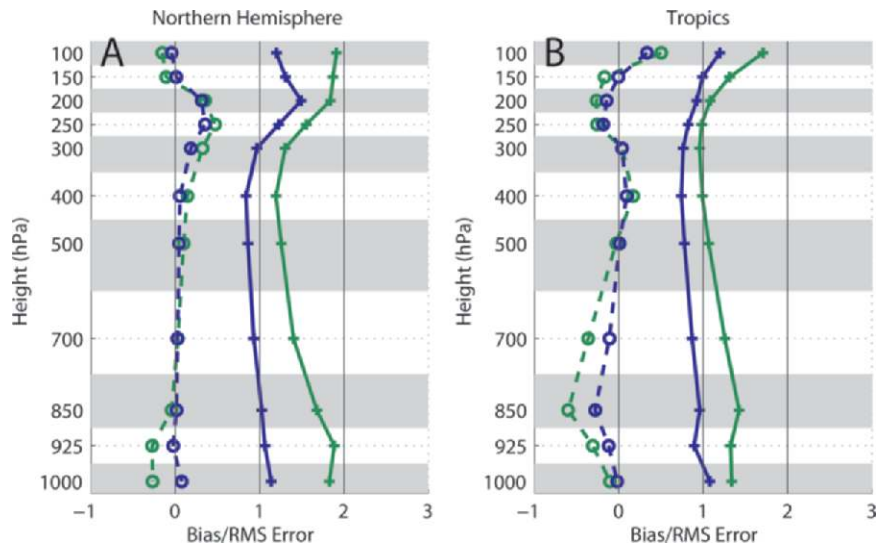 Northern Hemisphere
A
Height (hPa)
100
150
200
250
300
400
500
700
850
925
1000
−1 0 1 2 3
Bias/RMS Error
Tropics
B
Height (hPa)
100
150
200
250
300
400
500
700
850
925
1000
−1 0 1 2 3
Bias/RMS Error